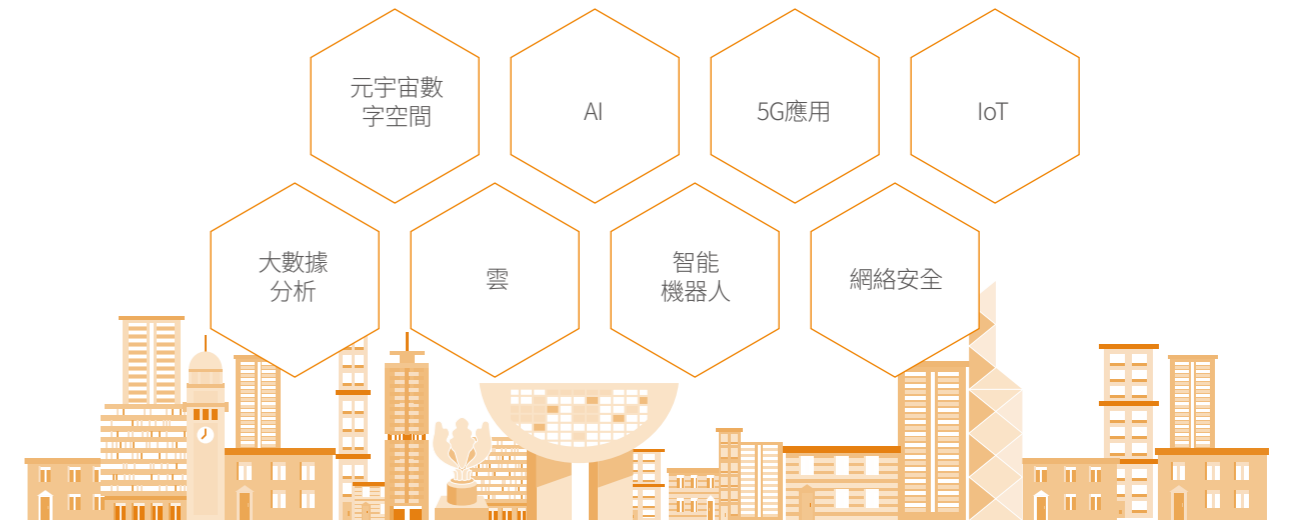 元宇宙數
字空間
AI
5G應用
IoT
大數據
分析
雲
智能
機器人
網絡安全